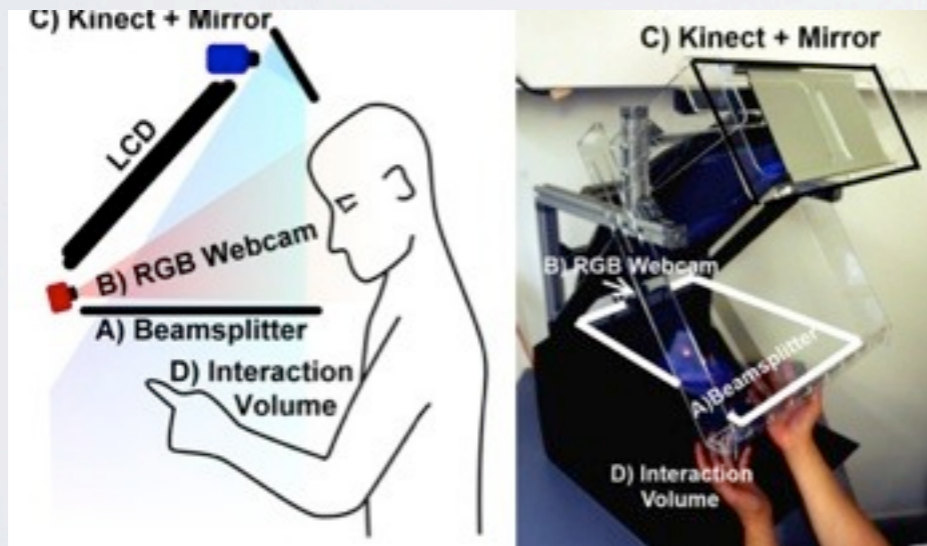 C) Kinect + Mirror
LCD
B) RGB Webcam
A) Beamsplitter
D) Interaction
Volume
C) Kinect + Mirror
B) RGB Webcam
A)Beamsplitter
D) Interaction
Volume